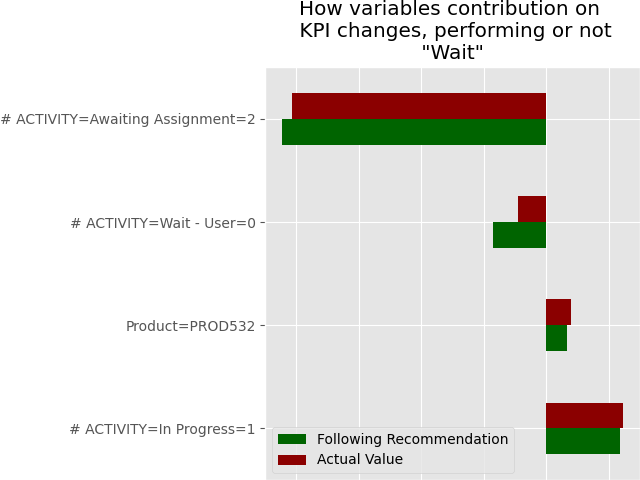 How variables contribution on
KPI changes, performing or not
"Wait"
# ACTIVITY=Awaiting Assignment=2
# ACTIVITY=Wait - User=0
Product=PROD532
# ACTIVITY=In Progress=1
Following Recommendation
Actual Value